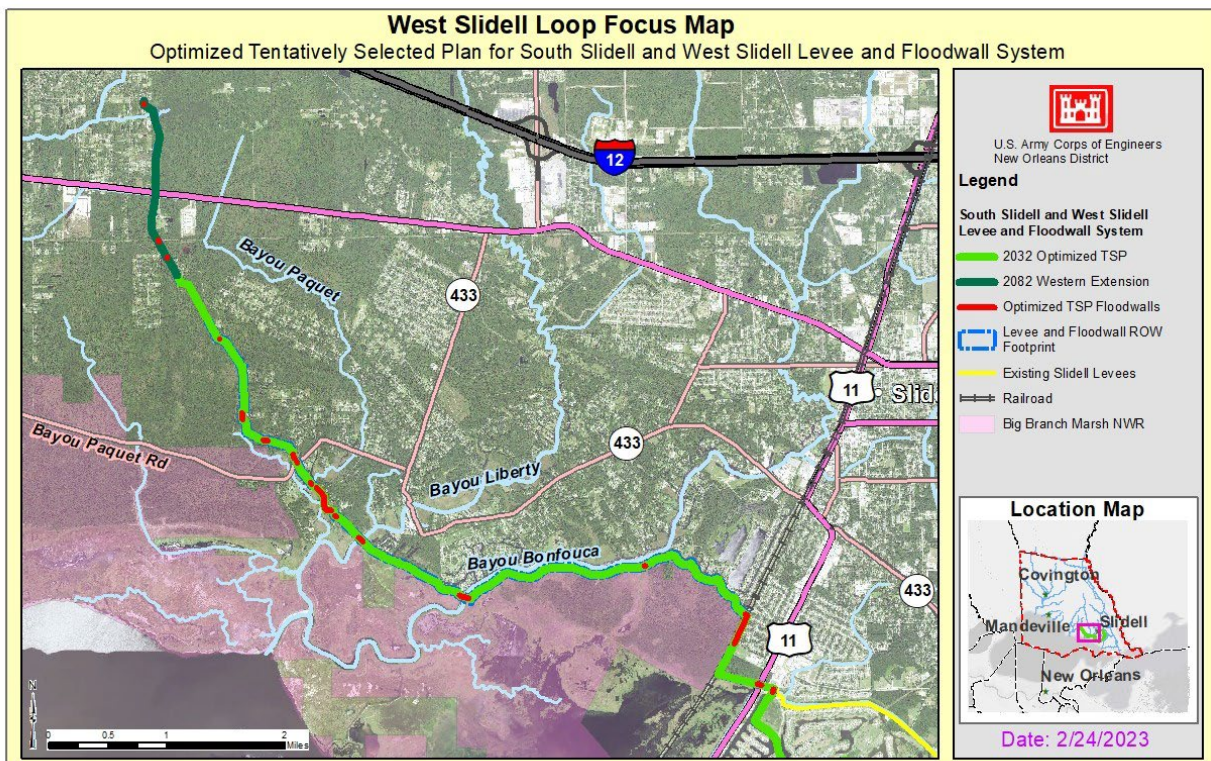 West Slidell Loop Focus Map
Optimized Tentatively Selected Plan for South Slidell and West Slidell Levee and Floodwall System
12
Bayou Paquet
433
11
Slid
433
Bayou Paquet Rd
Bayou Liberty
Bayou Bonfouca
433
11
N
0 0.5 1 2
Miles
U.S. Army Corps of Engineers
New Orleans District
Legend
South Slidell and West Slidell
Levee and Floodwall System
2032 Optimized TSP
2082 Western Extension
Optimized TSP Floodwalls
Levee and Floodwall ROW
Footprint
Existing Slidell Levees
Railroad
Big Branch Marsh NWR
Location Map
Covington
Mandeville
Slidell
New Orleans
Date: 2/24/2023